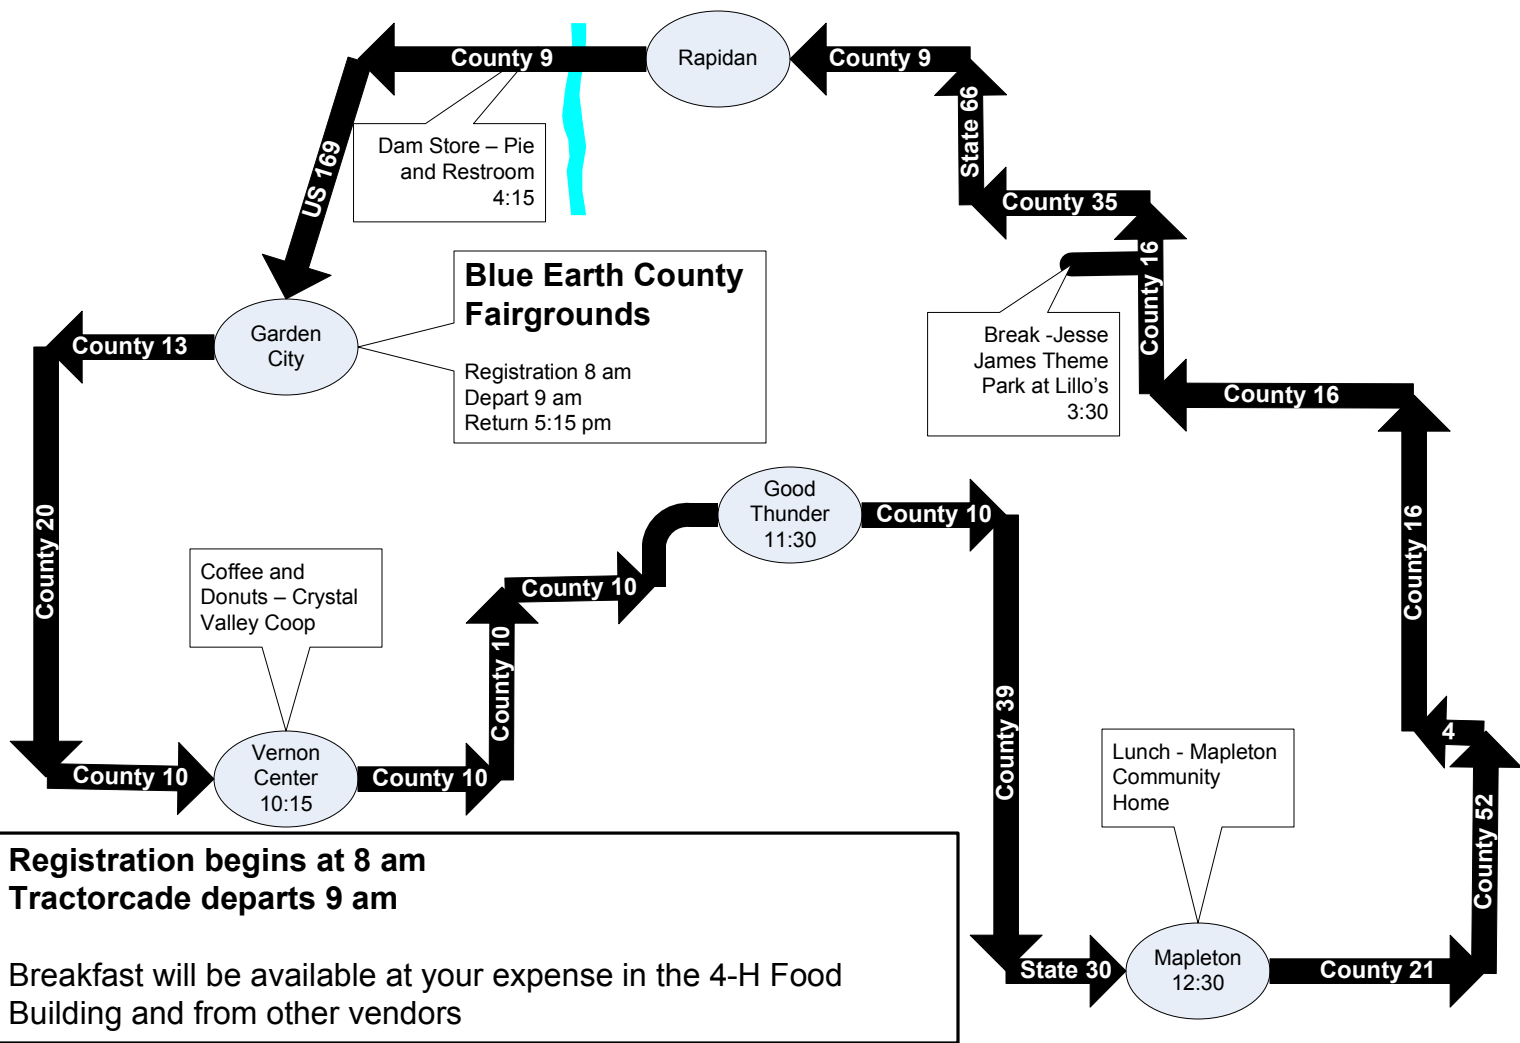 County 9
Rapidan
County 9
State 66
Dam Store – Pie
and Restroom
4:15
US 169
County 35
County 16
Blue Earth County
Fairgrounds
Registration 8 am
Depart 9 am
Return 5:15 pm
Garden
City
County 13
Break -Jesse
James Theme
Park at Lillo's
3:30
County 16
County 16
County 20
Good
Thunder
11:30
County 10
Coffee and
Donuts – Crystal
Valley Coop
County 10
County 10
County 39
Vernon
Center
10:15
County 10
County 10
Lunch - Mapleton
Community
Home
4
County 52
State 30
Mapleton
12:30
County 21
Registration begins at 8 am
Tractorcade departs 9 am
Breakfast will be available at your expense in the 4-H Food
Building and from other vendors